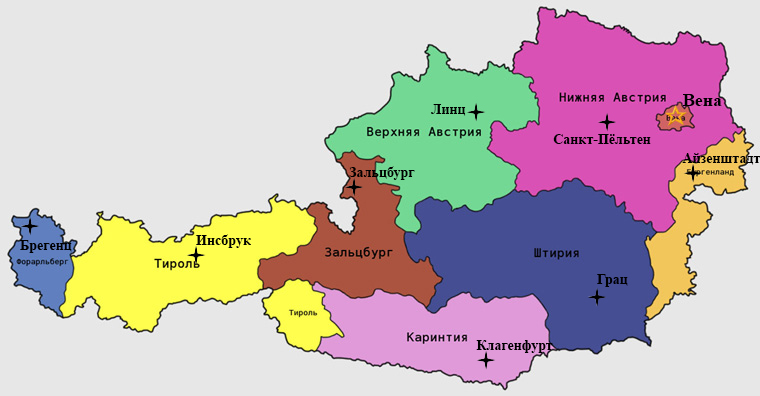 Нижняя Австрия
Вена
Вена
Линц
Верхняя Австрия
Санкт-Пёльтен
Айзенштадт
Бургенланд
Зальцбург
Брегенц
Форарльберг
Инсбрук
Тироль
Зальцбург
Штирия
Грац
Тироль
Каринтия
Клагенфурт